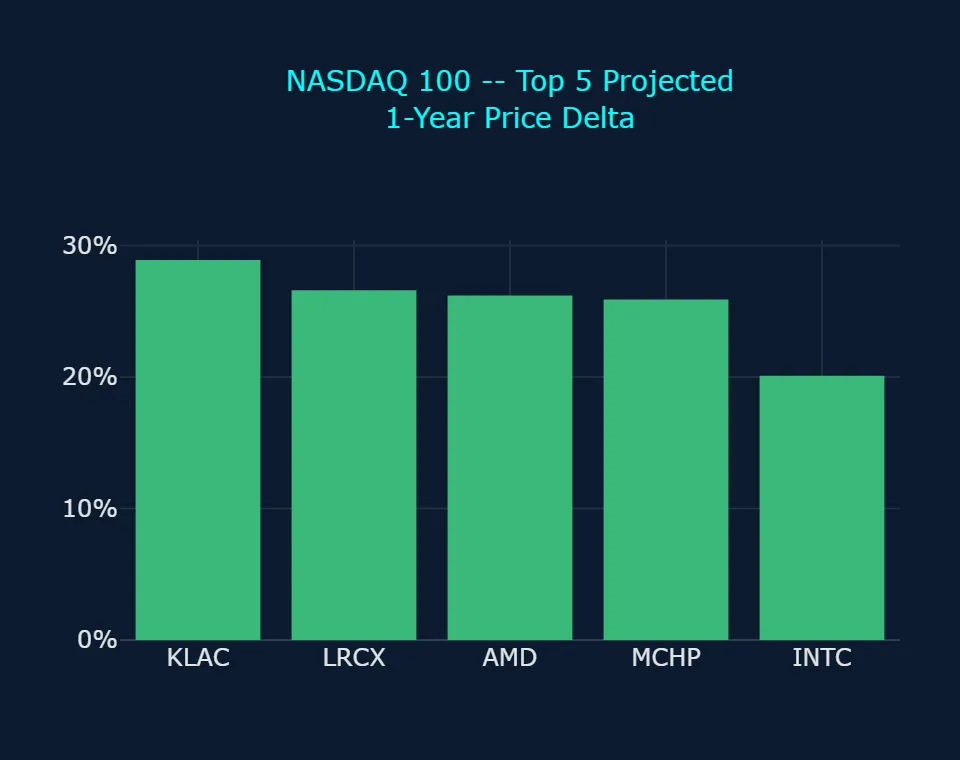 NASDAQ 100 -- Top 5 Projected
1-Year Price Delta
30%
20%
10%
0%
KLAC LRCX AMD MCHP INTC